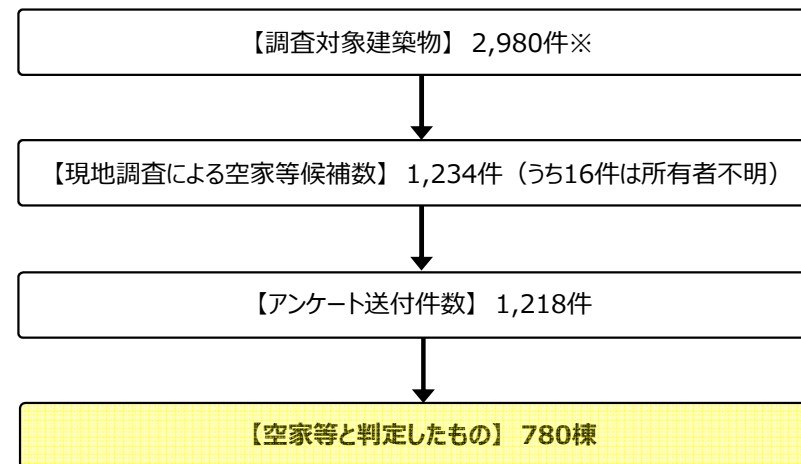 【調査対象建築物】 2,980件※
【現地調査による空家等候補数】 1,234件（うち16件は所有者不明）
【アンケート送付件数】 1,218件
【空家等と判定したもの】 780棟